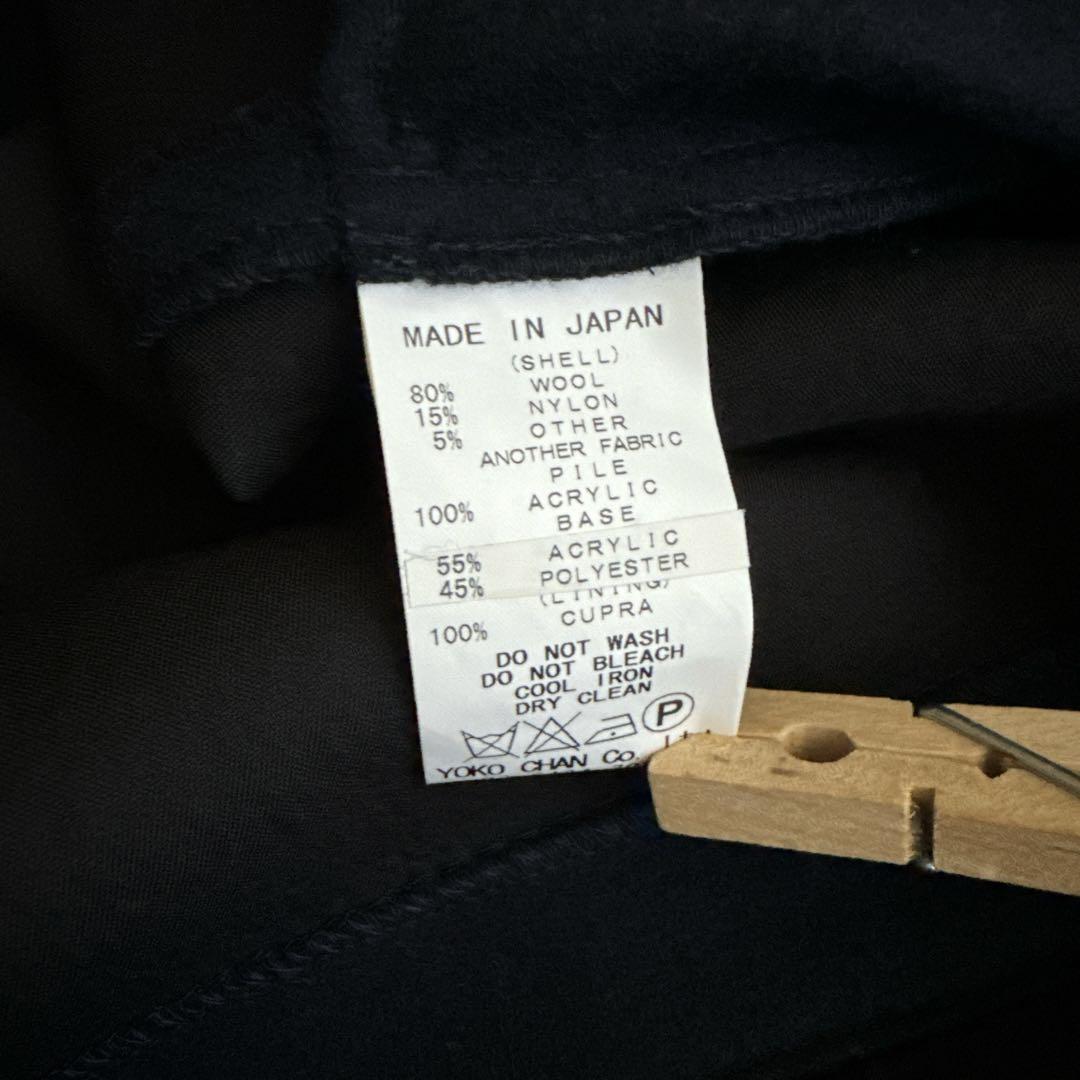 MADE IN JAPAN
(SHELL)
80% WOOL
15% NYLON
5% OTHER
ANOTHER FABRIC
PILE
100% ACRYLIC
BASE
55% ACRYLIC
45% POLYESTER
(LINING)
100% CUPRA
DO NOT WASH
DO NOT BLEACH
COOL IRON
DRY CLEAN
P
YOKO CHAN Co.